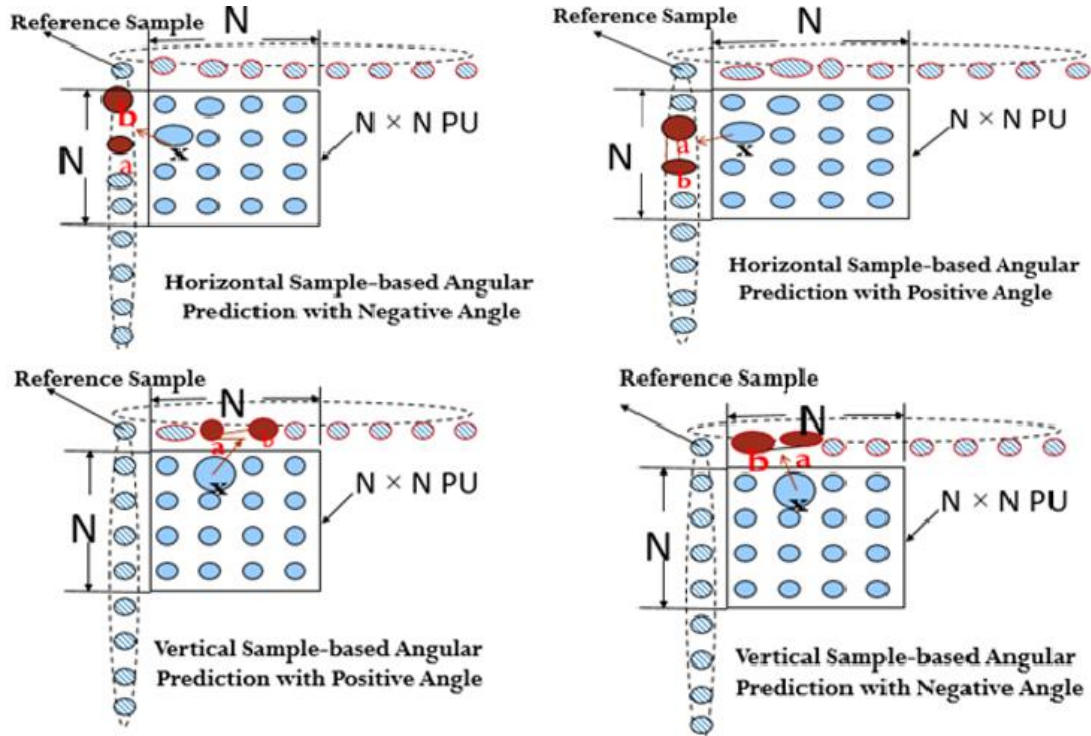 Reference Sample
N
b
a
x
N
N × N PU
Horizontal Sample-based Angular
Prediction with Negative Angle
Reference Sample
N
a
b
x
N
N × N PU
Horizontal Sample-based Angular
Prediction with Positive Angle
Reference Sample
N
a
x
N
N × N PU
Vertical Sample-based Angular
Prediction with Positive Angle
Reference Sample
N
b a
x
N
N × N PU
Vertical Sample-based Angular
Prediction with Negative Angle